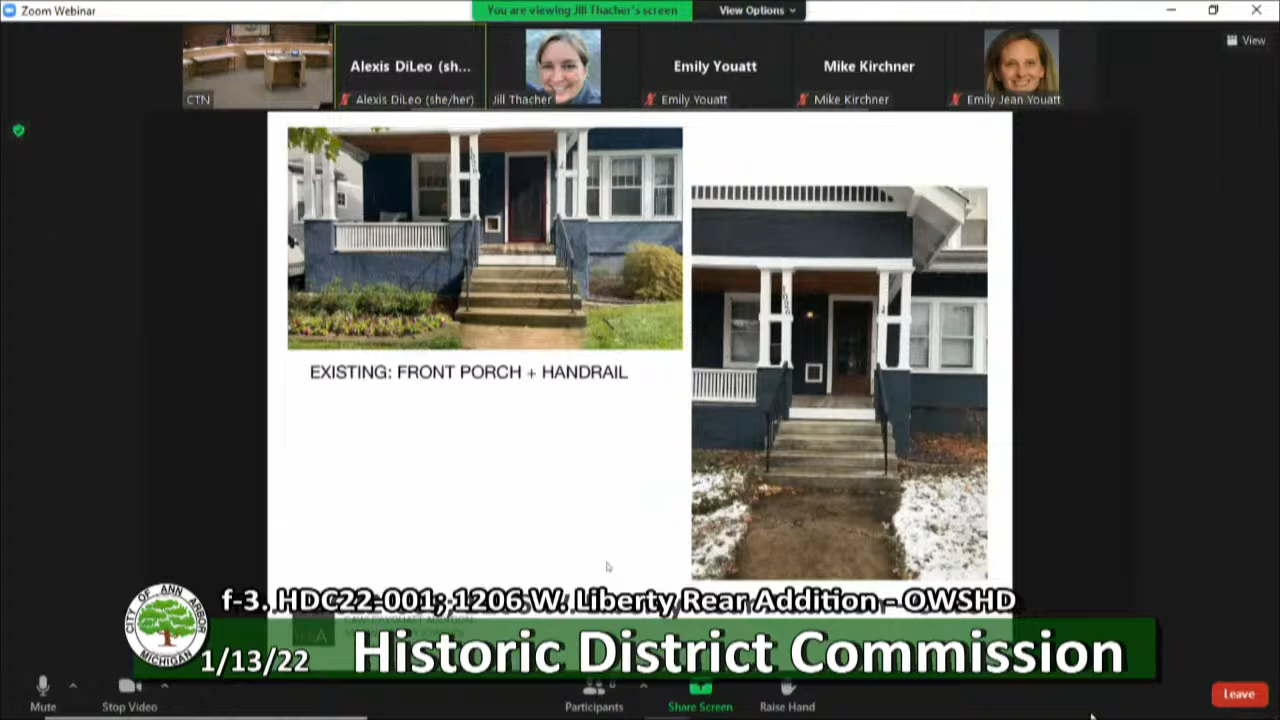 Zoom Webinar
You are viewing Jill Thacher's screen
View Options
View
CTN
Alexis DiLeo (sh...
Alexis DiLeo (she/her)
Jill Thacher
Emily Youatt
Emily Youatt
Mike Kirchner
Mike Kirchner
Emily Jean Youatt
EXISTING: FRONT PORCH + HANDRAIL
f-3. HDC22-001; 1206 W. Liberty Rear Addition - OWSHD
CITY OF ANN ARBOR
MICHIGAN
1/13/22
Historic District Commission
Mute
Stop Video
Participants
Share Screen
Raise Hand
Leave